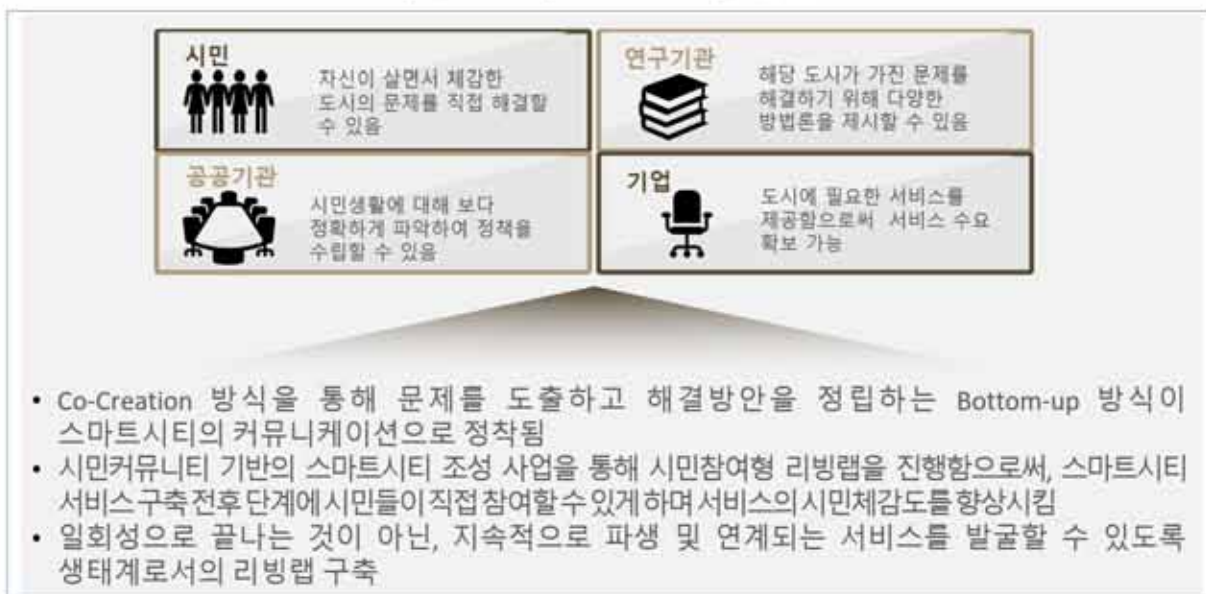 시민
자신이 살면서 체감한
도시의 문제를 직접 해결할
수 있음
연구기관
해당 도시가 가진 문제를
해결하기 위해 다양한
방법론을 제시할 수 있음
공공기관
시민생활에 대해 보다
정확하게 파악하여 정책을
수립할 수 있음
기업
도시에 필요한 서비스를
제공함으로써 서비스 수요
확보 가능
• Co-Creation 방식을 통해 문제를 도출하고 해결방안을 정립하는 Bottom-up 방식이
스마트시티의 커뮤니케이션으로 정착됨
• 시민커뮤니티 기반의 스마트시티 조성 사업을 통해 시민참여형 리빙랩을 진행함으로써, 스마트시티
서비스 구축 전후 단계에 시민들이 직접 참여할 수 있게 하며 서비스의 시민체감도를 향상시킴
• 일회성으로 끝나는 것이 아닌, 지속적으로 파생 및 연계되는 서비스를 발굴할 수 있도록
생태계로서의 리빙랩 구축